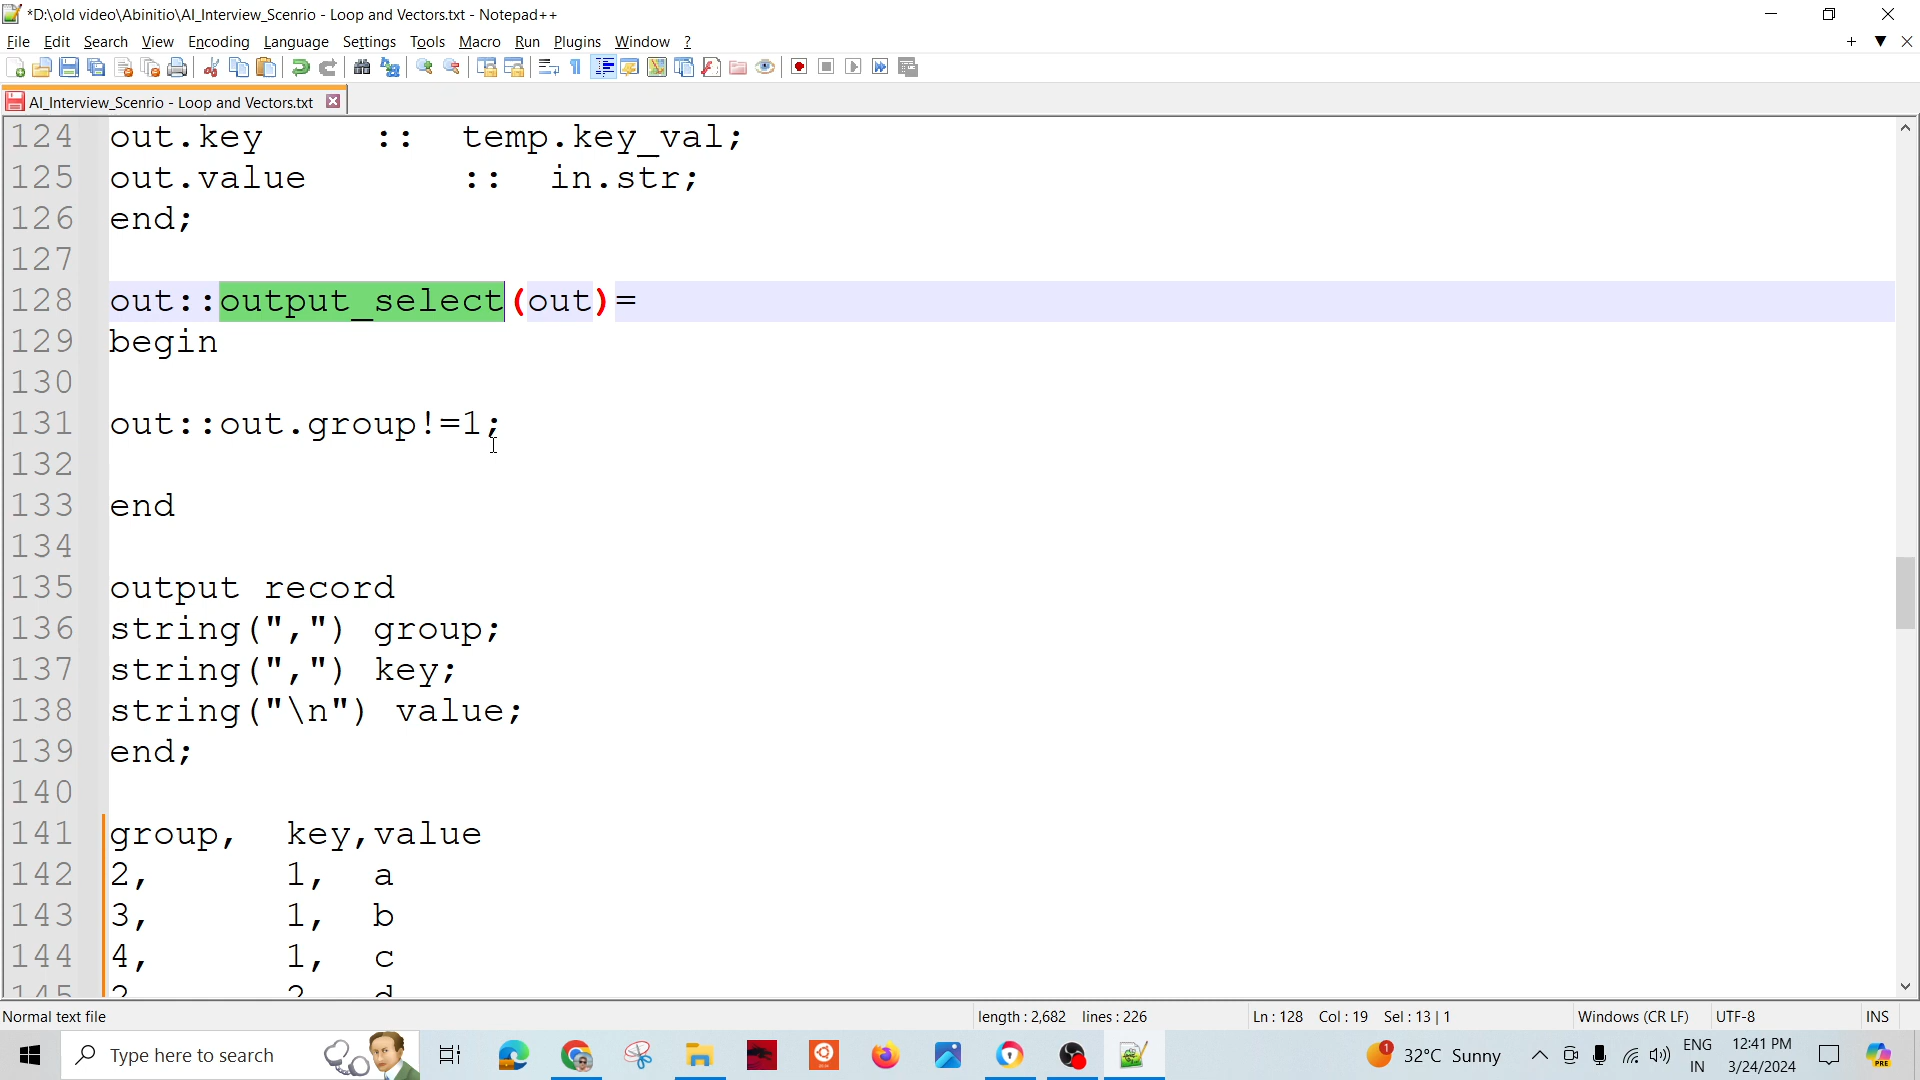 *D:\old video\Abinitio\AI_Interview_Scenrio - Loop and Vectors.txt - Notepad++
File Edit Search View Encoding Language Settings Tools Macro Run Plugins Window ?
AI_Interview_Scenrio - Loop and Vectors.txt
124 out.key :: temp.key_val;
125 out.value :: in.str;
126 end;
127
128 out::output_select(out)=
129 begin
130
131 out::out.group!=1;
132
133 end
134
135 output record
136 string(",") group;
137 string(",") key;
138 string("\n") value;
139 end;
140
141 group, key,value
142 2, 1, a
143 3, 1, b
144 4, 1, c
145 2 2 d
Normal text file length : 2,682 lines : 226 Ln : 128 Col : 19 Sel : 13 | 1 Windows (CR LF) UTF-8 INS
Type here to search 1 32°C Sunny ENG IN 12:41 PM 3/24/2024 PRE